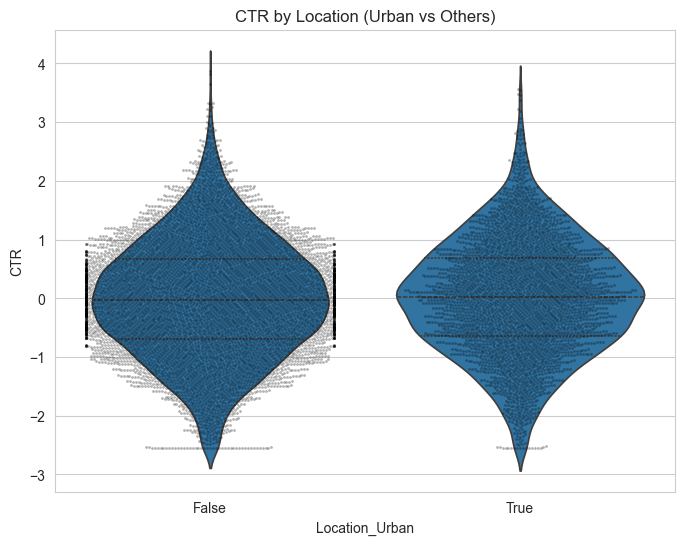 CTR by Location (Urban vs Others)
4
3
2
1
0
−1
−2
−3
CTR
False
True
Location_Urban